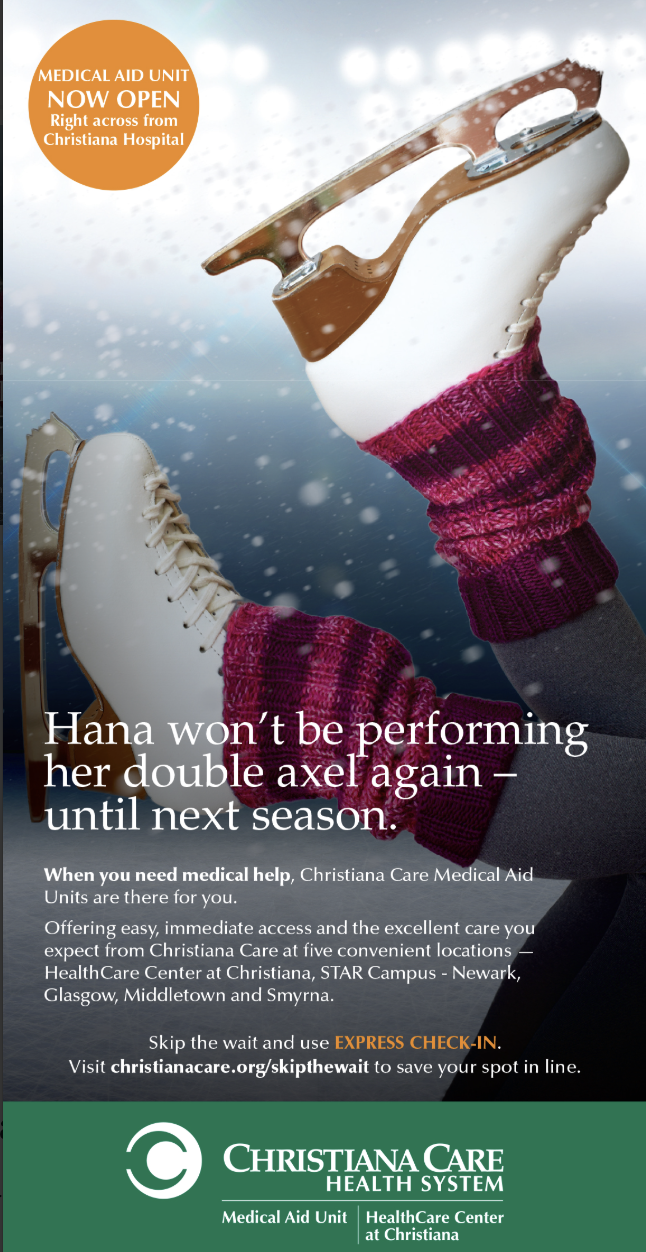 MEDICAL AID UNIT
NOW OPEN
Right across from
Christiana Hospital
Hana won't be performing
her double axel again –
until next season.
When you need medical help, Christiana Care Medical Aid
Units are there for you.
Offering easy, immediate access and the excellent care you
expect from Christiana Care at five convenient locations —
HealthCare Center at Christiana, STAR Campus - Newark,
Glasgow, Middletown and Smyrna.
Skip the wait and use EXPRESS CHECK-IN.
Visit christianacare.org/skipthewait to save your spot in line.
CHRISTIANA CARE
HEALTH SYSTEM
Medical Aid Unit
HealthCare Center
at Christiana